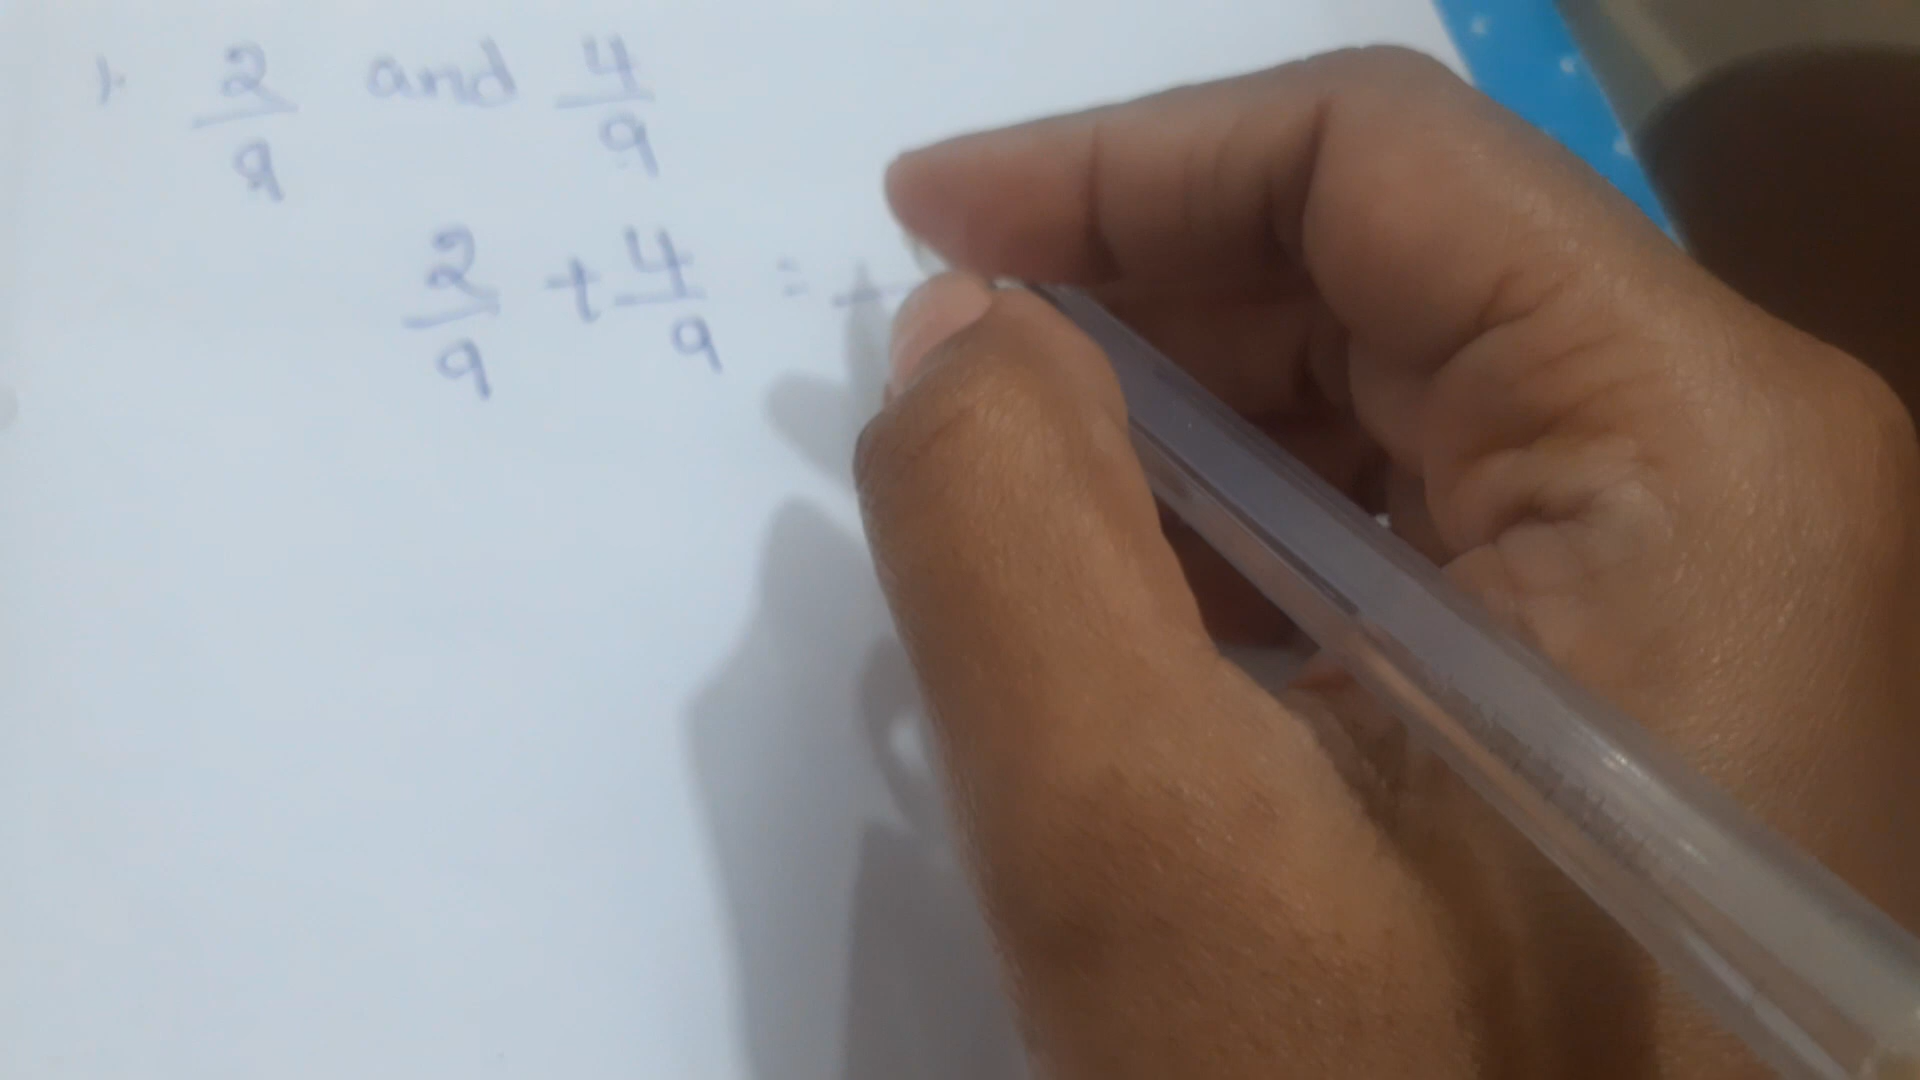 1. 2/9 and 4/9
2/9 + 4/9 =